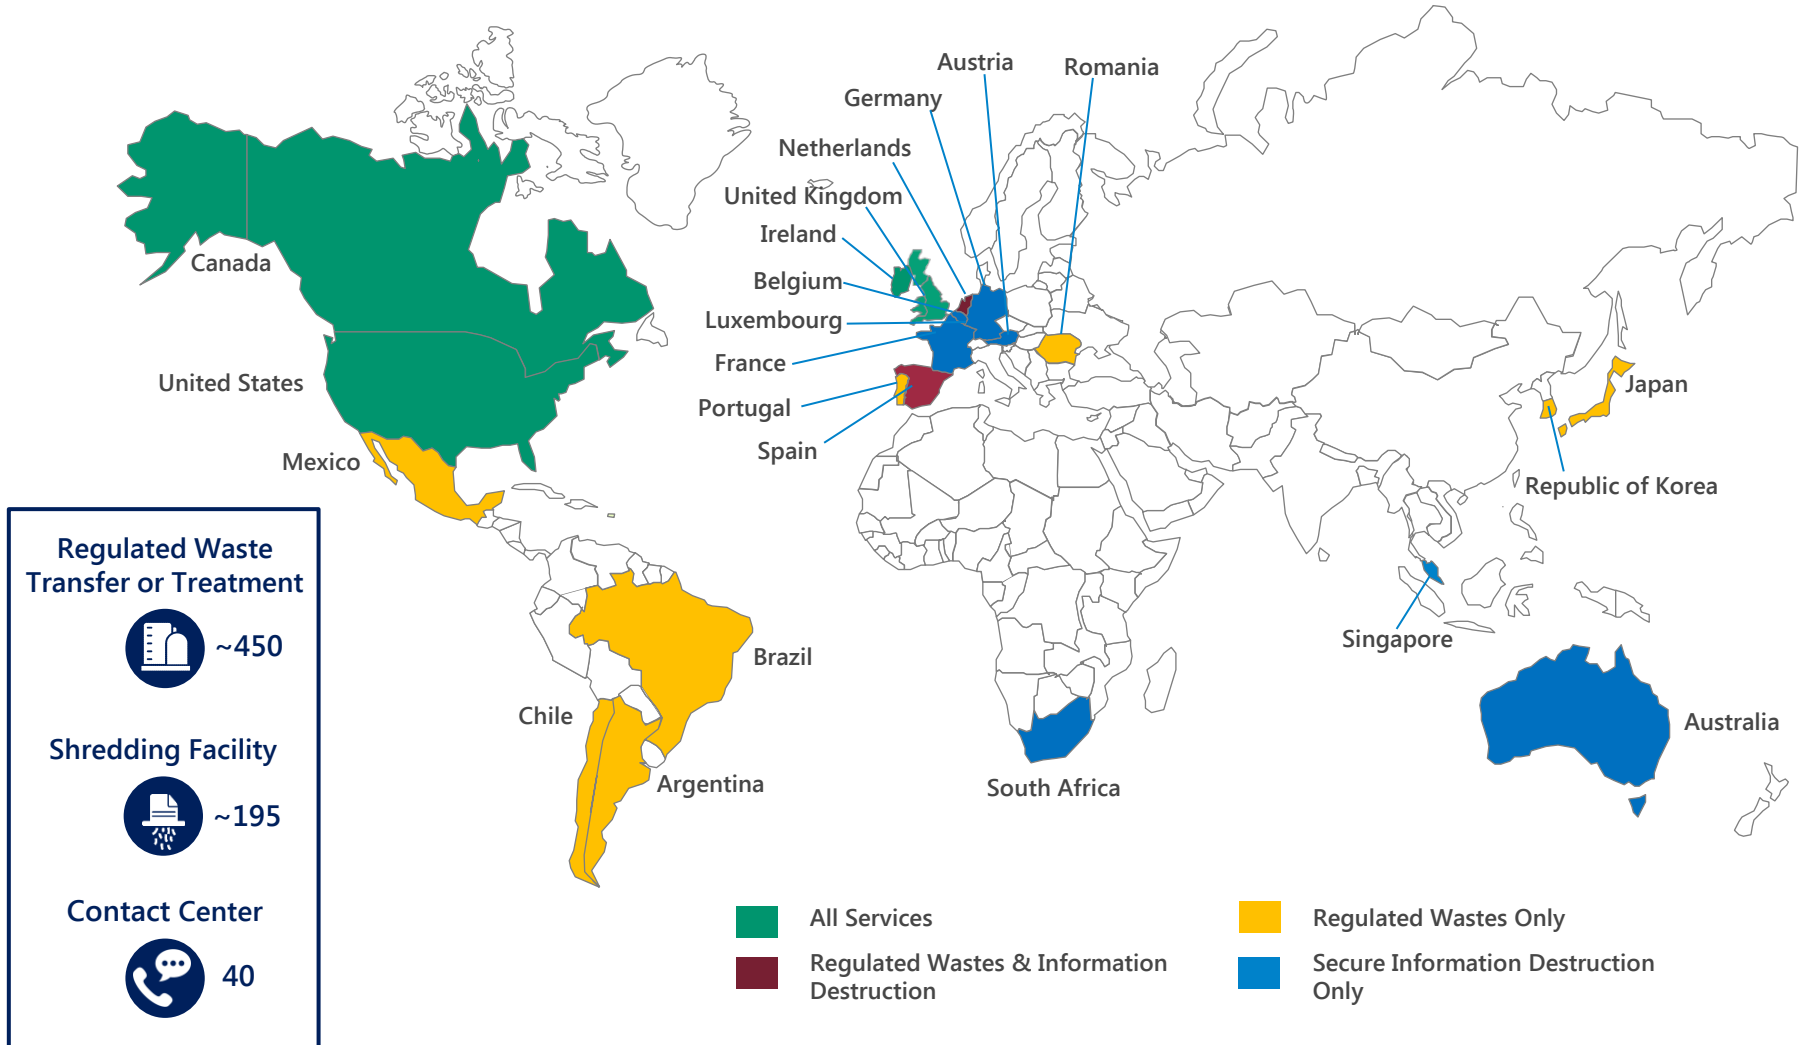 Austria
Romania
Germany
Netherlands
United Kingdom
Ireland
Canada
Belgium
Luxembourg
France
United States
Japan
Portugal
Spain
Mexico
Republic of Korea
Singapore
Brazil
Chile
Australia
Argentina
South Africa
Regulated Waste
Transfer or Treatment
~450
Shredding Facility
~195
Contact Center
40
All Services
Regulated Wastes & Information
Destruction
Regulated Wastes Only
Secure Information Destruction
Only